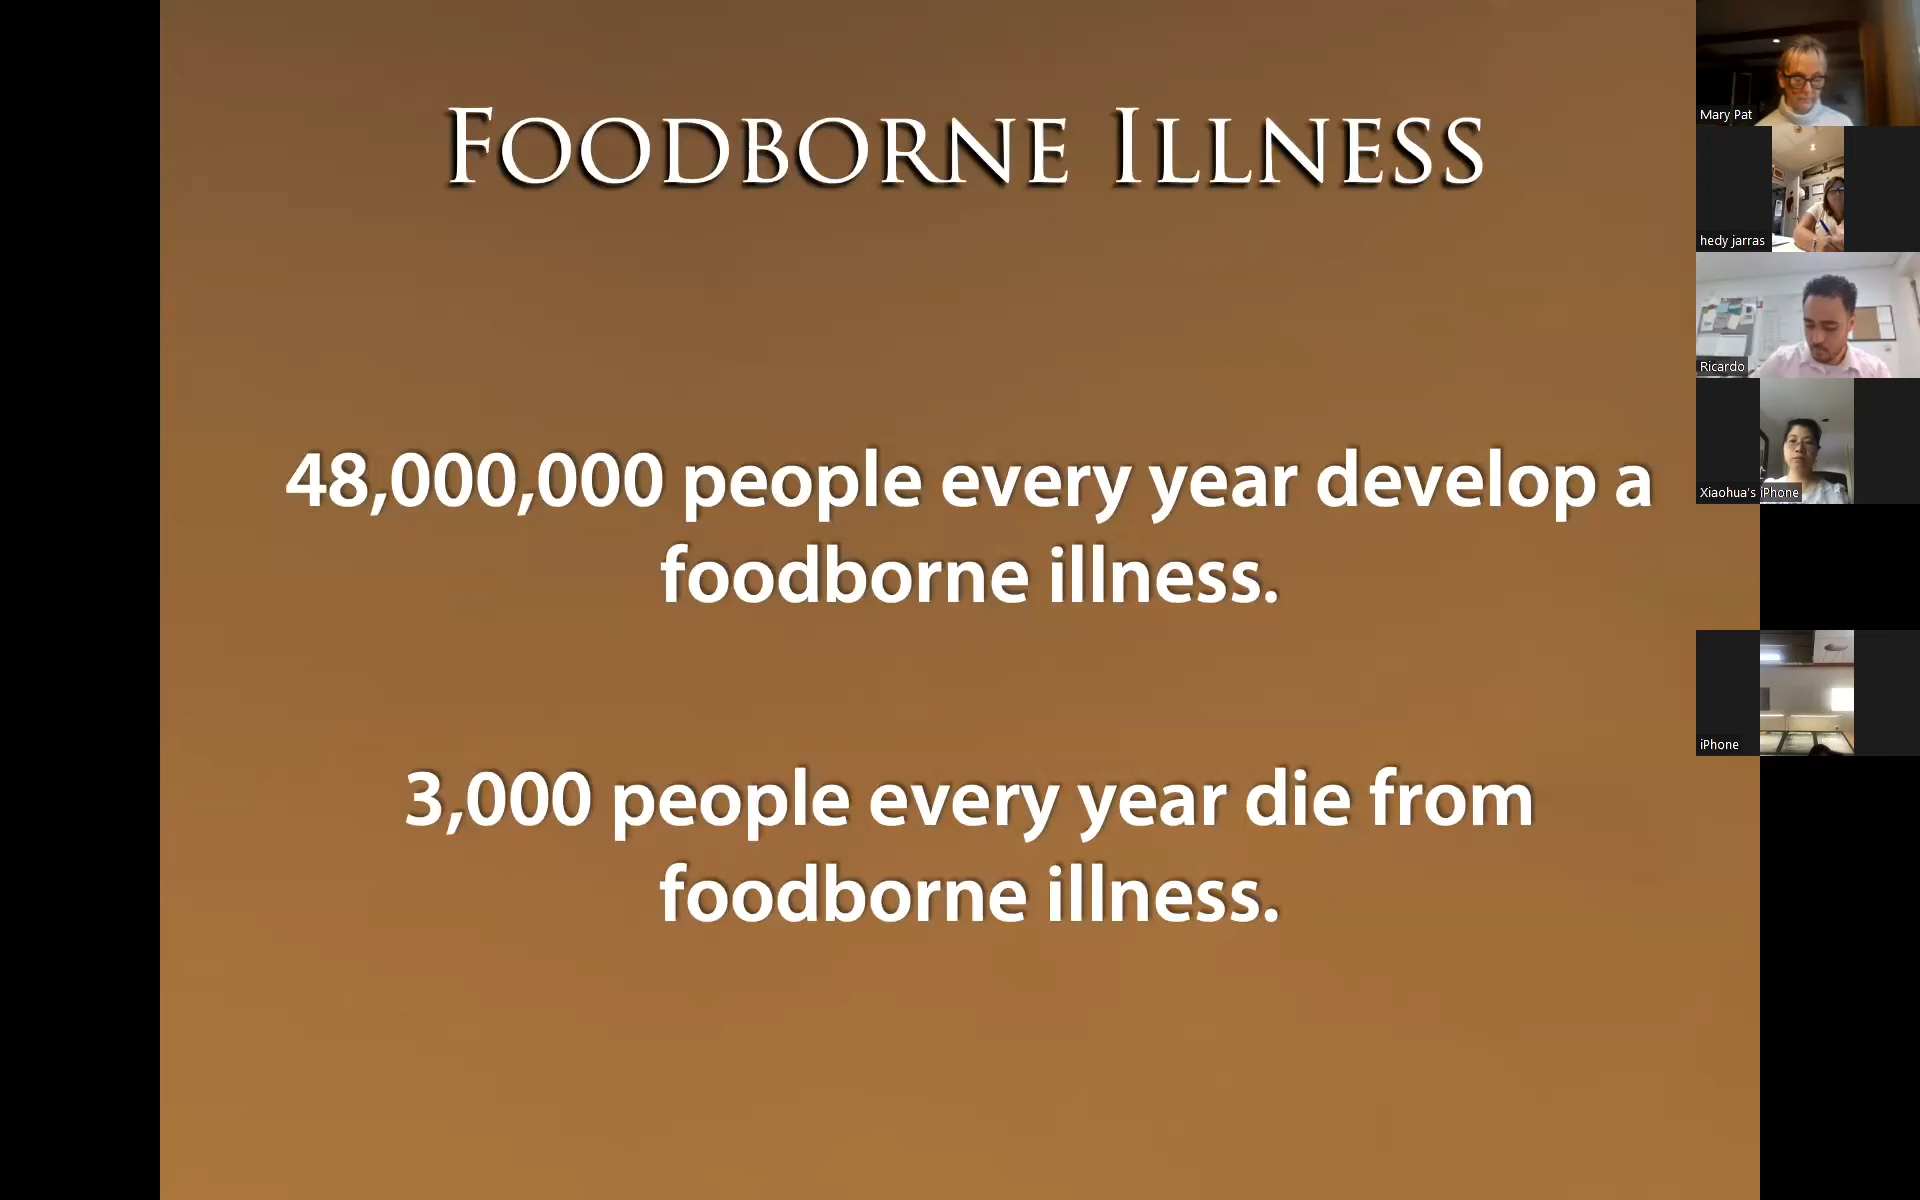 FOODBORNE ILLNESS
48,000,000 people every year develop a
foodborne illness.
3,000 people every year die from
foodborne illness.
Mary Pat
hedy jarras
Ricardo
Xiaohua's iPhone
iPhone